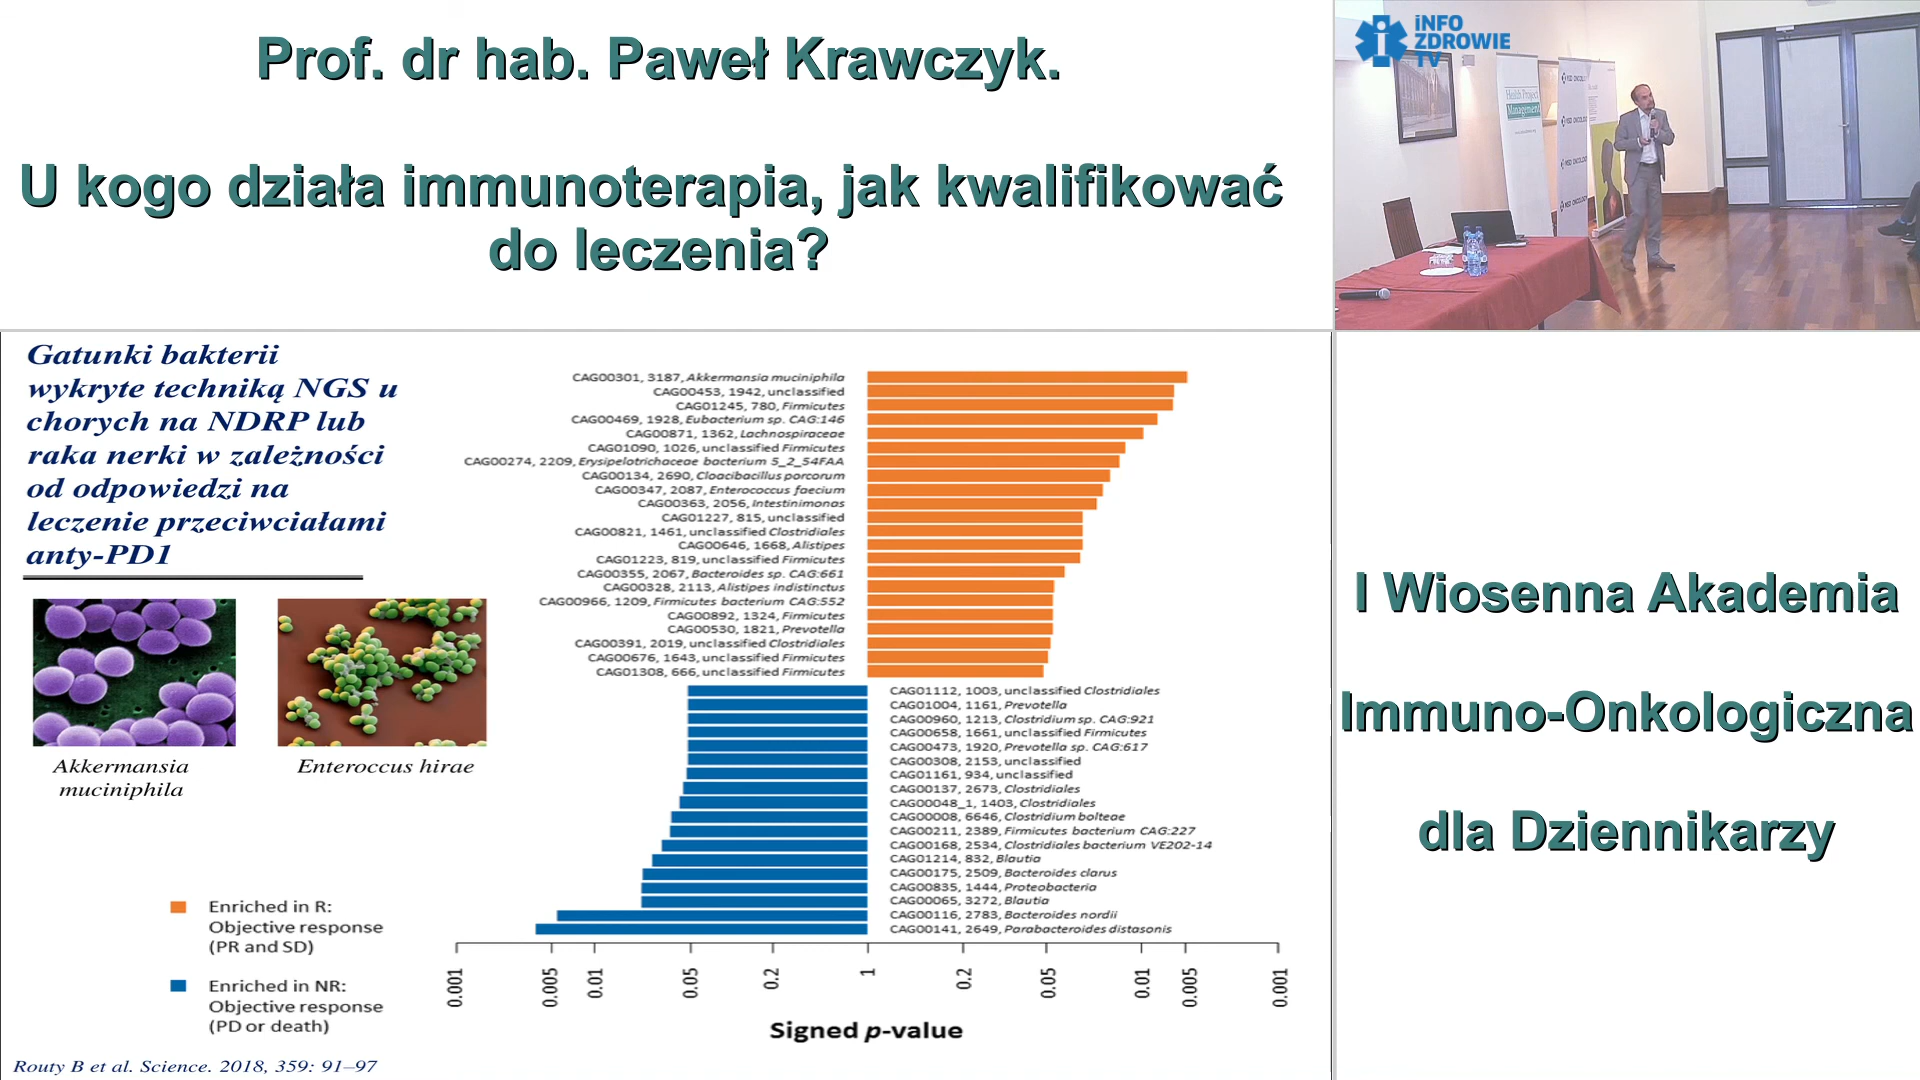 Prof. dr hab. Paweł Krawczyk.
U kogo działa immunoterapia, jak kwalifikować
do leczenia?
iNFO
ZDROWIE
TV
Health Project
Management
Gatunki bakterii
wykryte techniką NGS u
chorych na NDRP lub
raka nerki w zależności
od odpowiedzi na
leczenie przeciwciałami
anty-PD1
Akkermansia
muciniphila
Enteroccus hirae
CAG00301, 3187, Akkermansia muciniphila
CAG00453, 1942, unclassified
CAG01245, 780, Firmicutes
CAG00469, 1928, Eubacterium sp. CAG:146
CAG00871, 1362, Lachnospiraceae
CAG01090, 1026, unclassified Firmicutes
CAG00274, 2209, Erysipelotrichaceae bacterium 5_2_54FAA
CAG00134, 2690, Cloacibacillus porcorum
CAG00347, 2087, Enterococcus faecium
CAG00363, 2056, Intestinimonas
CAG01227, 815, unclassified
CAG00821, 1461, unclassified Clostridiales
CAG00646, 1668, Alistipes
CAG01223, 819, unclassified Firmicutes
CAG00355, 2067, Bacteroides sp. CAG:661
CAG00328, 2113, Alistipes indistinctus
CAG00966, 1209, Firmicutes bacterium CAG:552
CAG00892, 1324, Firmicutes
CAG00530, 1821, Prevotella
CAG00391, 2019, unclassified Clostridiales
CAG00676, 1643, unclassified Firmicutes
CAG01308, 666, unclassified Firmicutes
CAG01112, 1003, unclassified Clostridiales
CAG01004, 1161, Prevotella
CAG00960, 1213, Clostridium sp. CAG:921
CAG00658, 1661, unclassified Firmicutes
CAG00473, 1920, Prevotella sp. CAG:617
CAG00308, 2153, unclassified
CAG01161, 934, unclassified
CAG00137, 2673, Clostridiales
CAG00048_1, 1403, Clostridiales
CAG00008, 6646, Clostridium bolteae
CAG00211, 2389, Firmicutes bacterium CAG:227
CAG00168, 2534, Clostridiales bacterium VE202-14
CAG01214, 832, Blautia
CAG00175, 2509, Bacteroides clarus
CAG00835, 1444, Proteobacteria
CAG00065, 3272, Blautia
CAG00116, 2783, Bacteroides nordii
CAG00141, 2649, Parabacteroides distasonis
0.001 0.005 0.01 0.05 0.2 1 0.2 0.05 0.01 0.005 0.001
Signed p-value
Enriched in R:
Objective response
(PR and SD)
Enriched in NR:
Objective response
(PD or death)
Routy B et al. Science. 2018, 359: 91–97
I Wiosenna Akademia
Immuno-Onkologiczna
dla Dziennikarzy